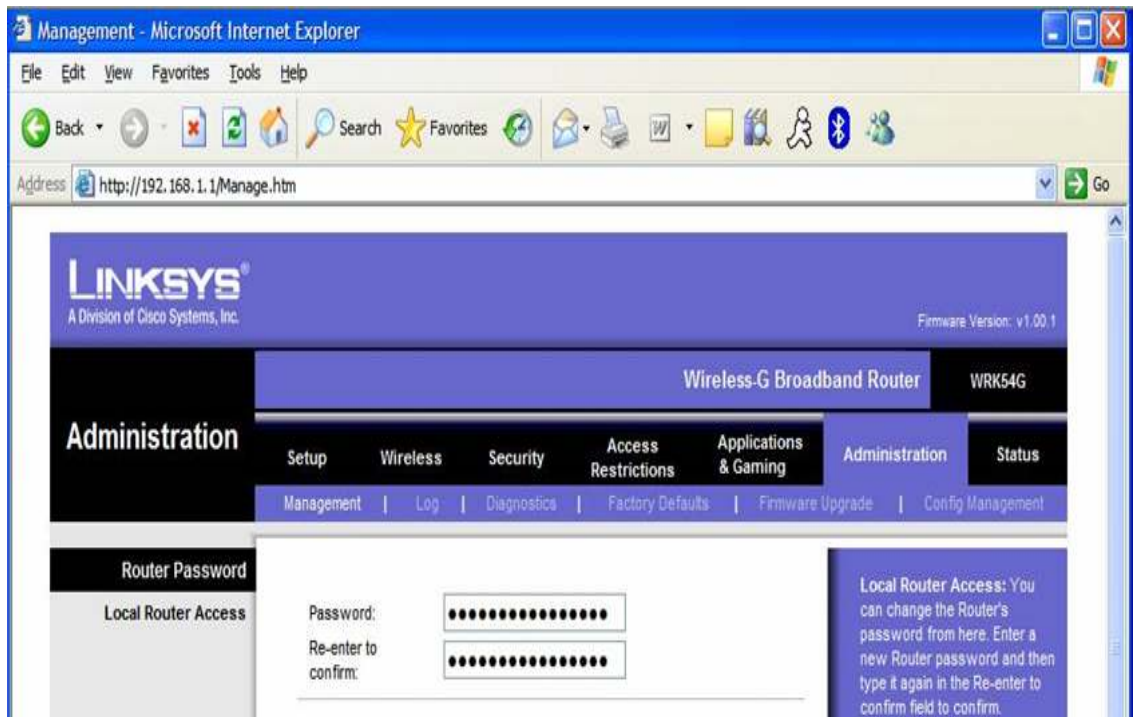 Management - Microsoft Internet Explorer
File Edit View Favorites Tools Help
Back Search Favorites
Address http://192.168.1.1/Manage.htm Go
LINKSYS®
A Division of Cisco Systems, Inc.
Firmware Version: v1.00.1
Wireless-G Broadband Router WRK54G
Administration
Setup Wireless Security Access Restrictions Applications & Gaming Administration Status
Management | Log | Diagnostics | Factory Defaults | Firmware Upgrade | Config Management
Router Password
Local Router Access
Password: ••••••••••••••••
Re-enter to
confirm: ••••••••••••••••
Local Router Access: You
can change the Router's
password from here. Enter a
new Router password and then
type it again in the Re-enter to
confirm field to confirm.